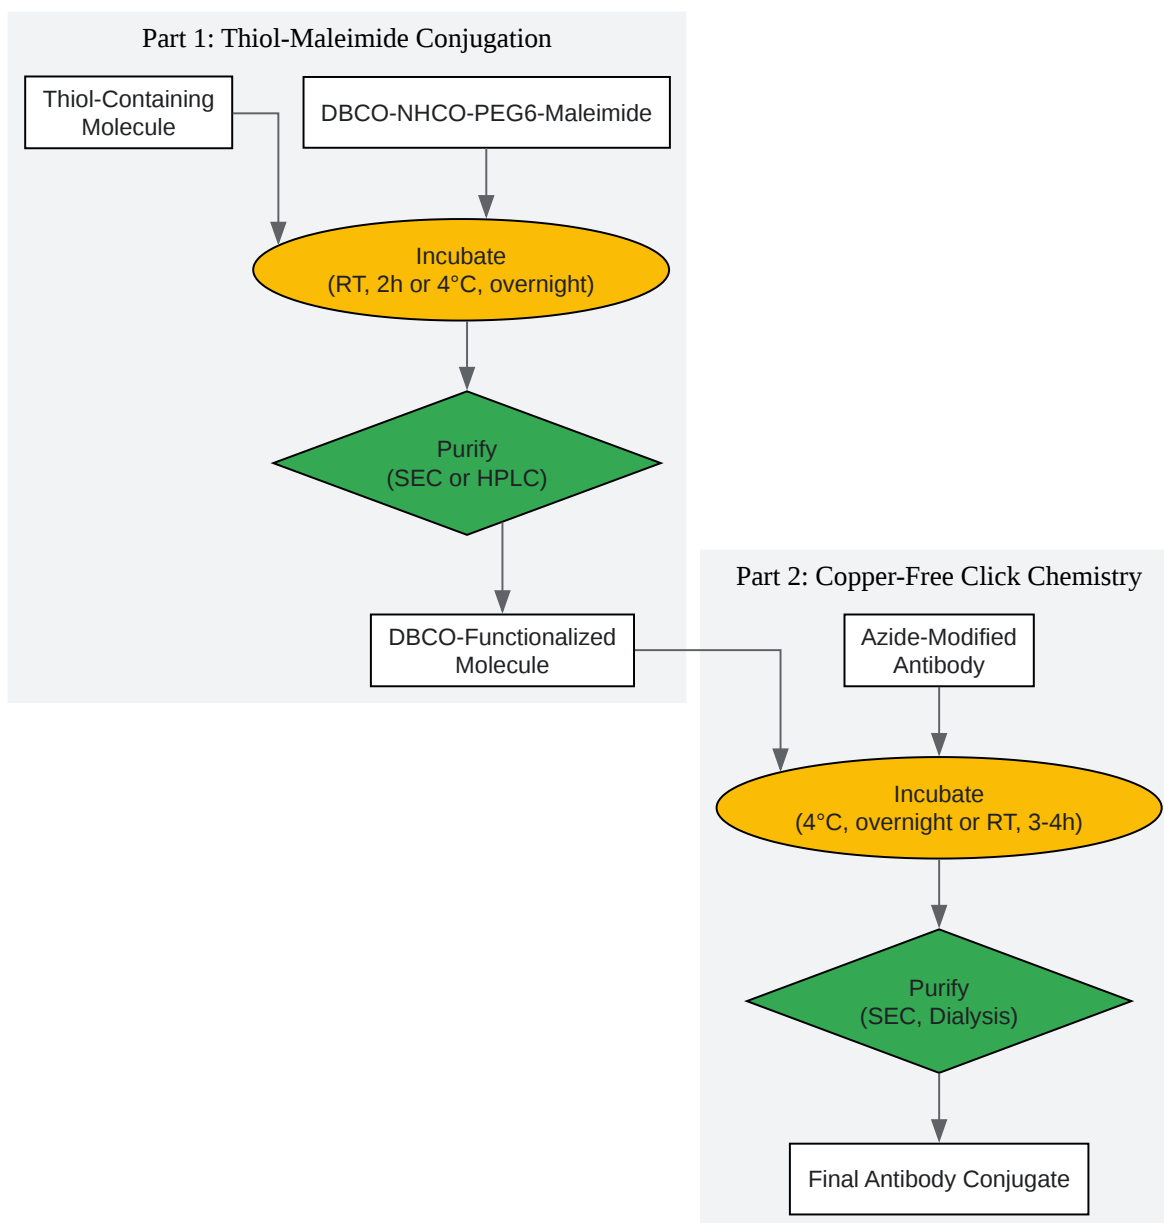 Part 1: Thiol-Maleimide Conjugation
Thiol-Containing
Molecule
DBCO-NHCO-PEG6-Maleimide
Incubate
(RT, 2h or 4°C, overnight)
Purify
(SEC or HPLC)
DBCO-Functionalized
Molecule
Part 2: Copper-Free Click Chemistry
Azide-Modified
Antibody
Incubate
(4°C, overnight or RT, 3-4h)
Purify
(SEC, Dialysis)
Final Antibody Conjugate